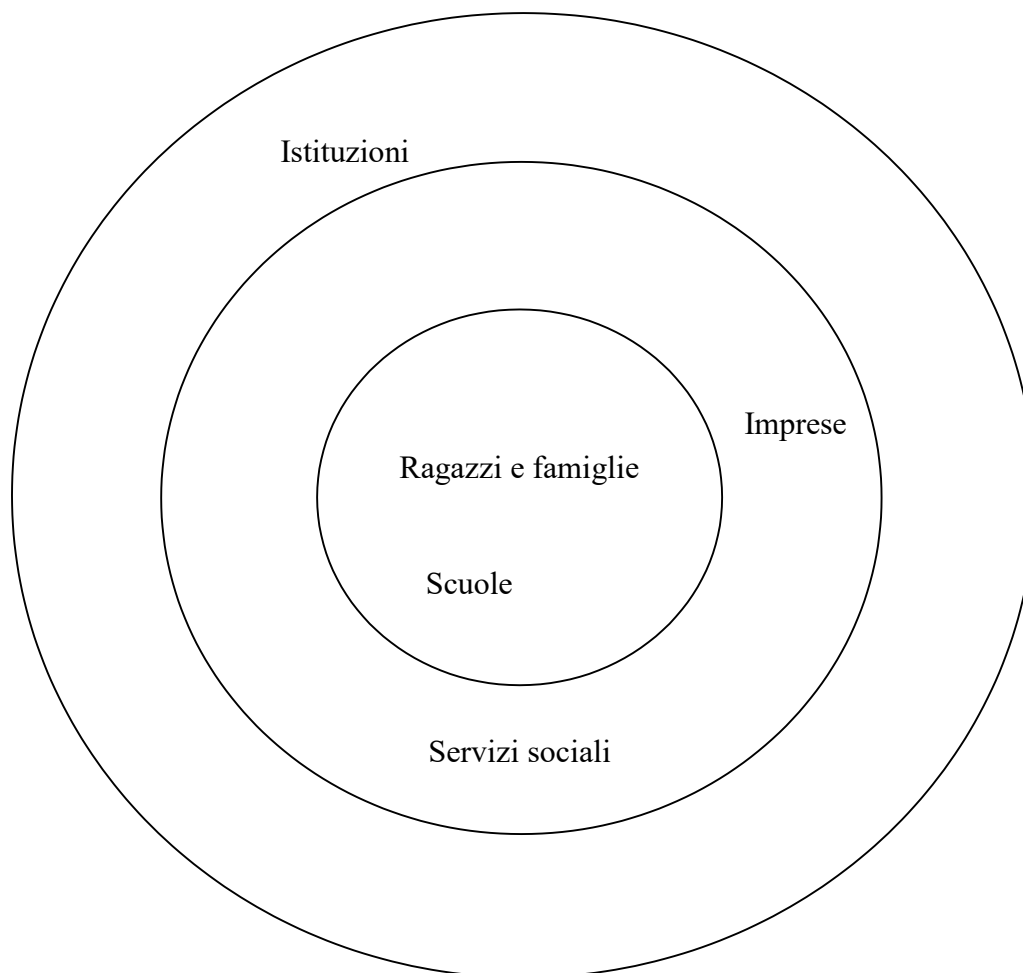 Istituzioni
Imprese
Ragazzi e famiglie
Scuole
Servizi sociali